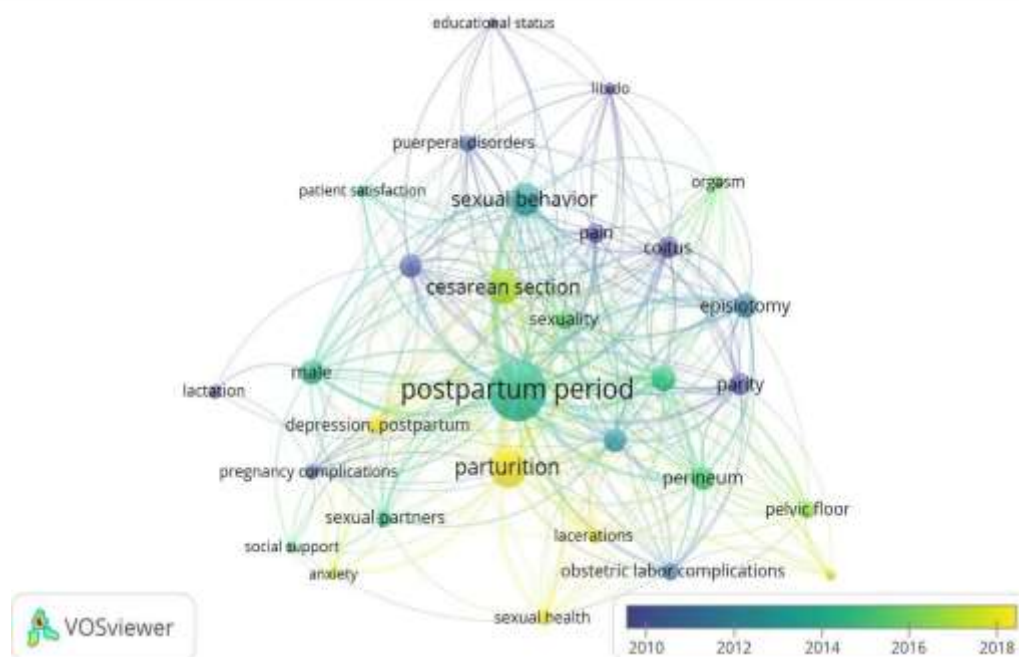 educational status
libido
puerperal disorders
orgasm
patient satisfaction
sexual behavior
pain
coitus
cesarean section
episiotomy
sexuality
male
parity
postpartum period
lactation
depression, postpartum
parturition
pregnancy complications
perineum
pelvic floor
sexual partners
lacerations
social support
obstetric labor complications
anxiety
sexual health
VOSviewer
2010 2012 2014 2016 2018